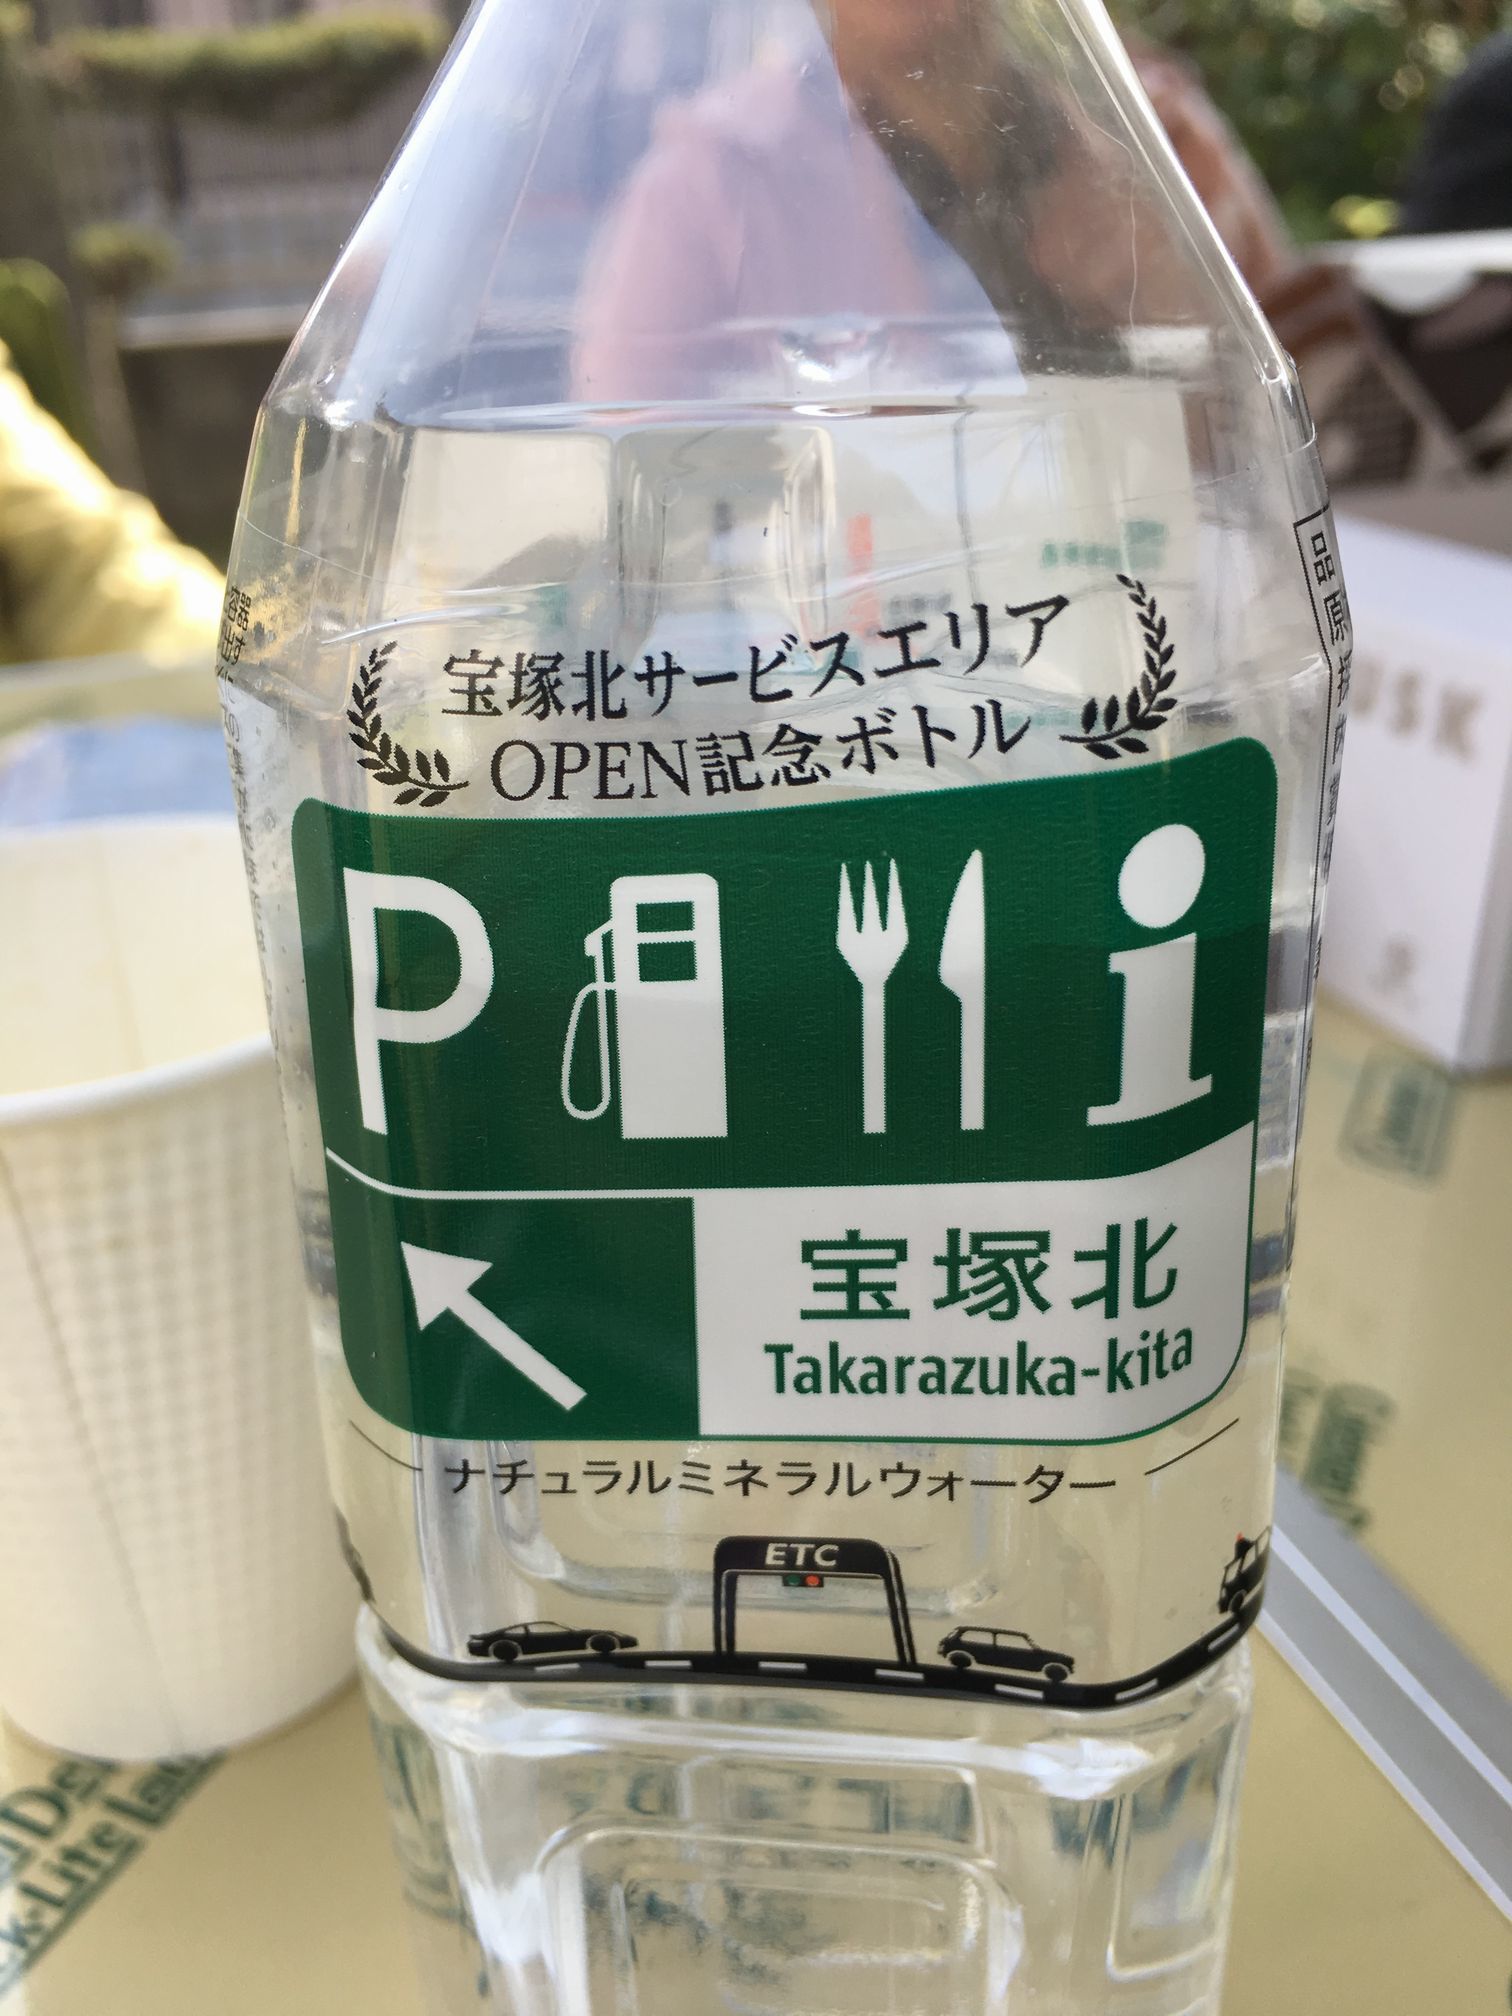 宝塚北サービスエリア
OPEN記念ボトル
P i
宝塚北
Takarazuka-kita
ナチュラルミネラルウォーター
ETC
USK